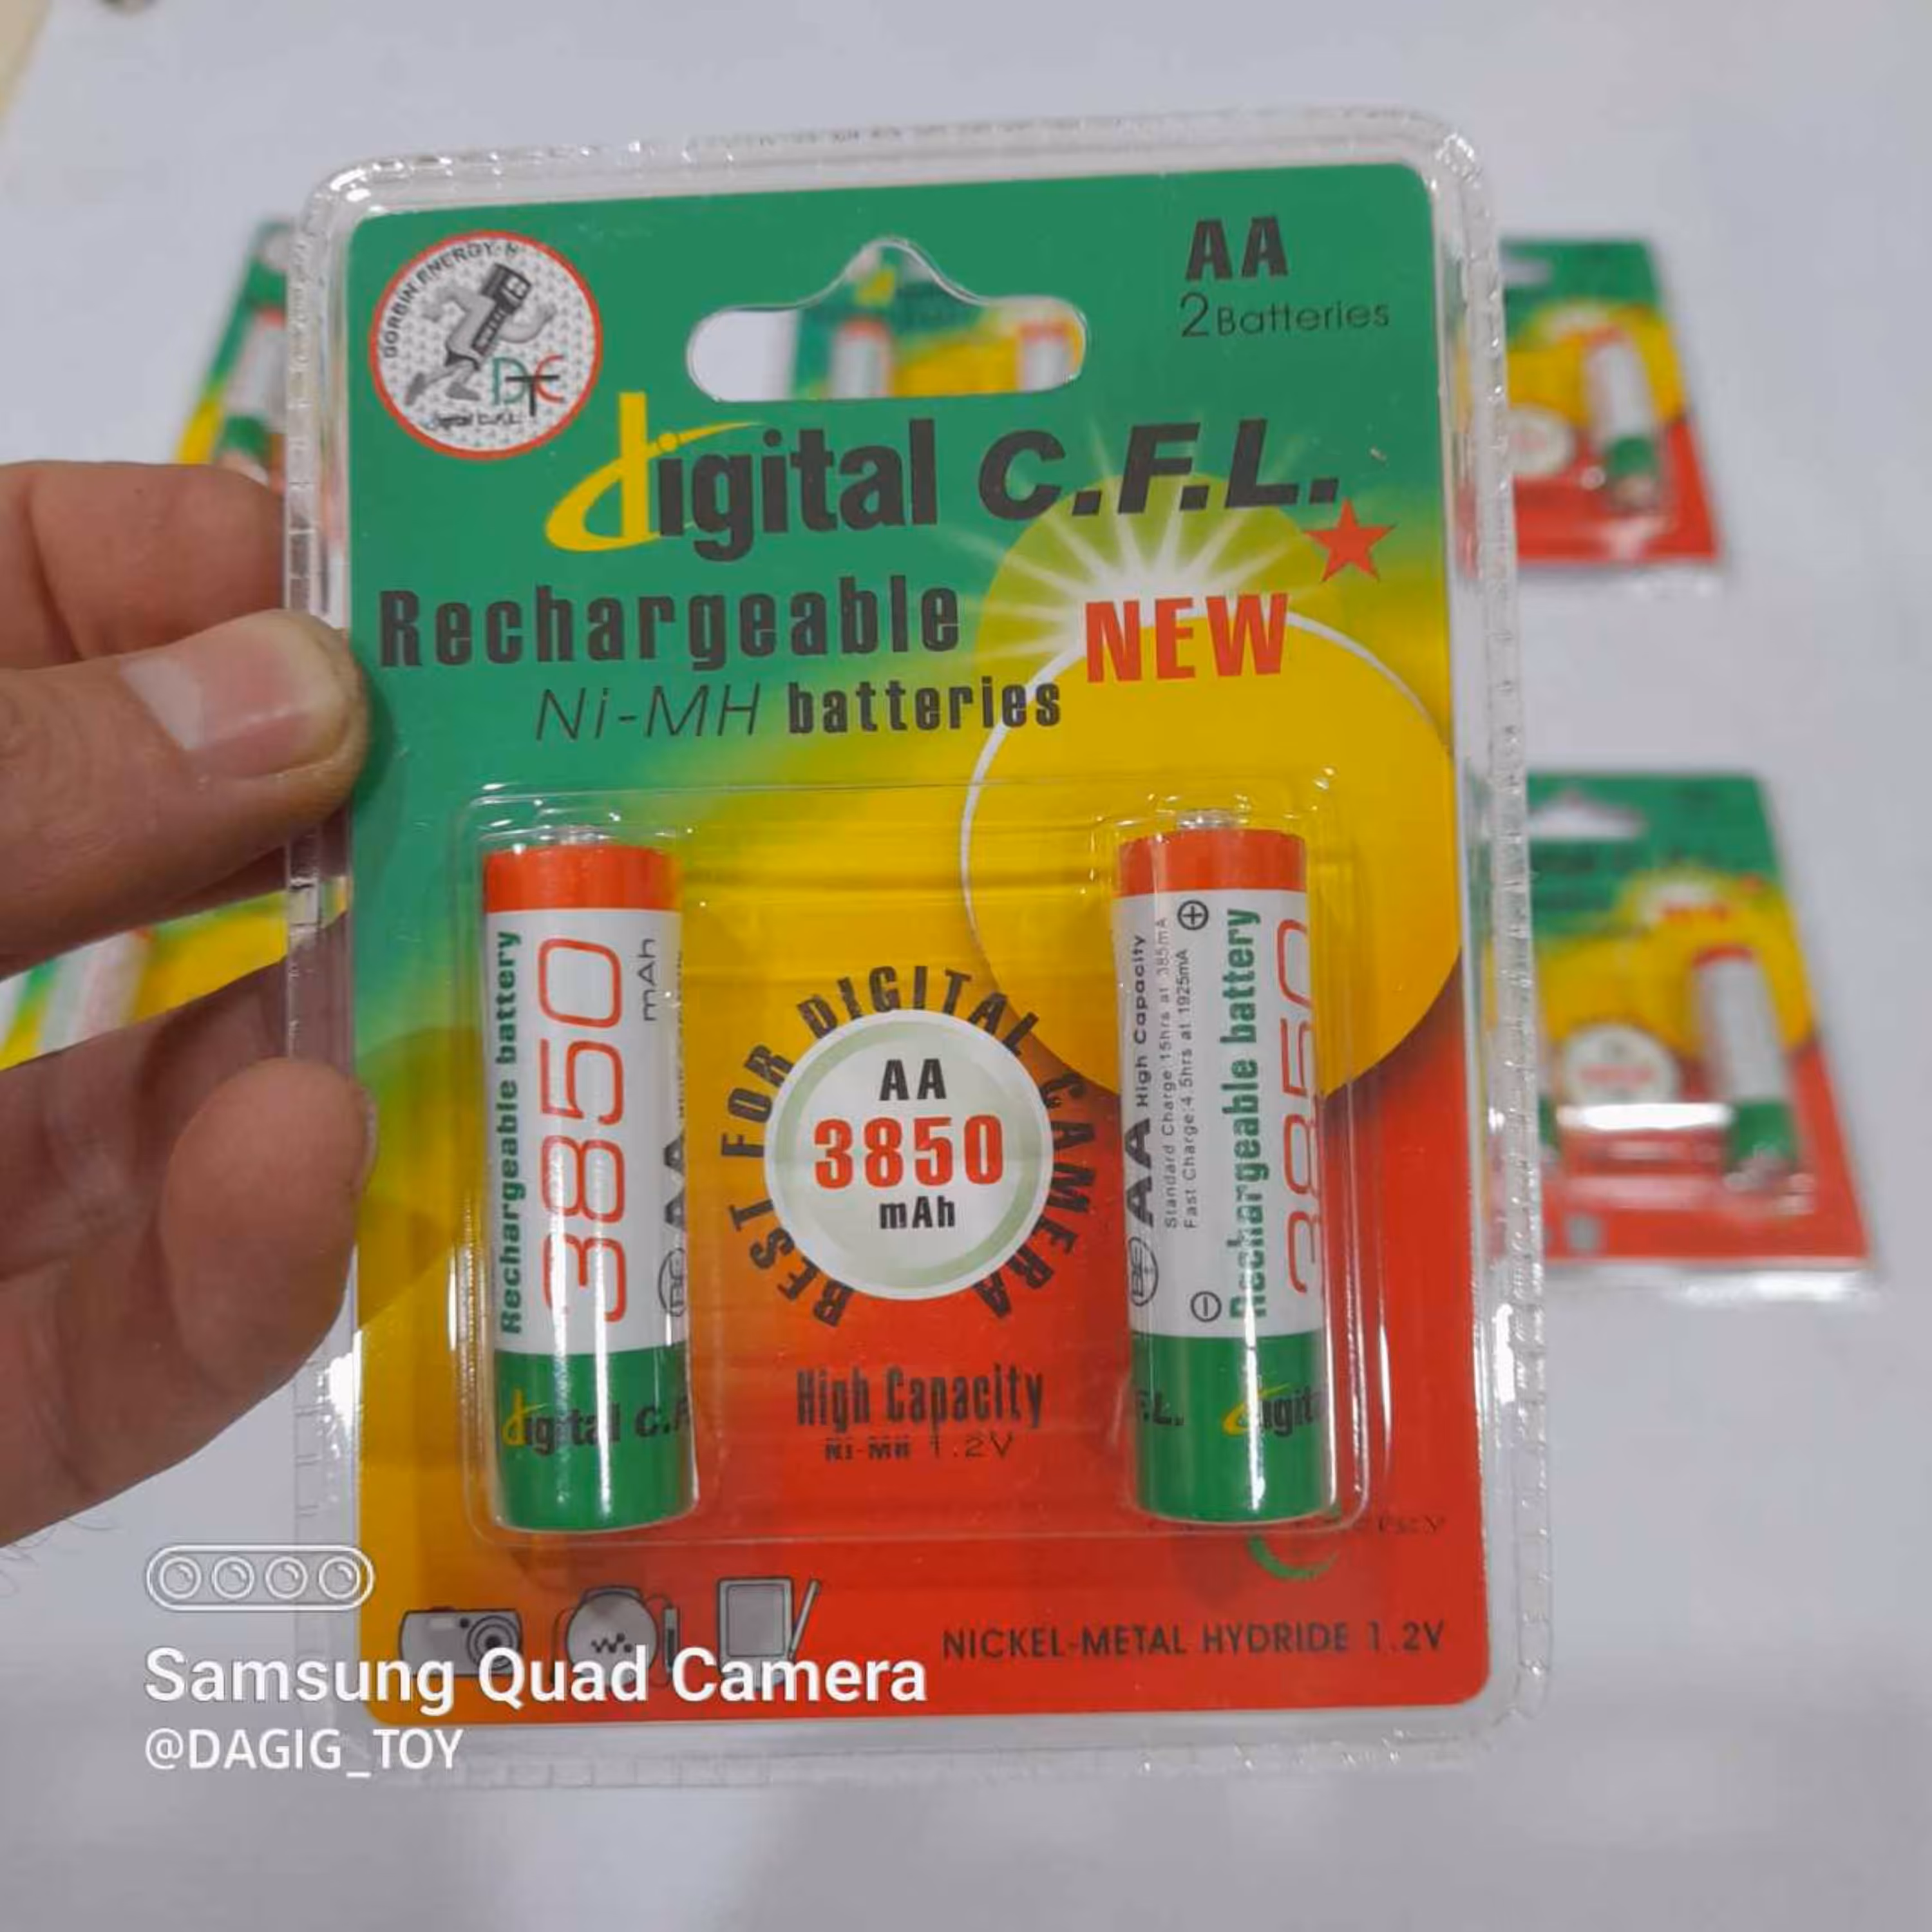 AA
2 Batteries
digital C.F.L.
Rechargeable
NEW
Ni-MH batteries
Rechargeable battery
3850
mAh
AA
digital C.F
BEST FOR DIGITAL CAMERA
AA
3850
mAh
High Capacity
Ni-MH 1.2V
AA High Capacity
Standard Charge:15hrs at 385mA
Fast Charge:4.5hrs at 1925mA
Rechargeable battery
3850
F.L.
digit
NICKEL-METAL HYDRIDE 1.2V
Samsung Quad Camera
@DAGIG_TOY